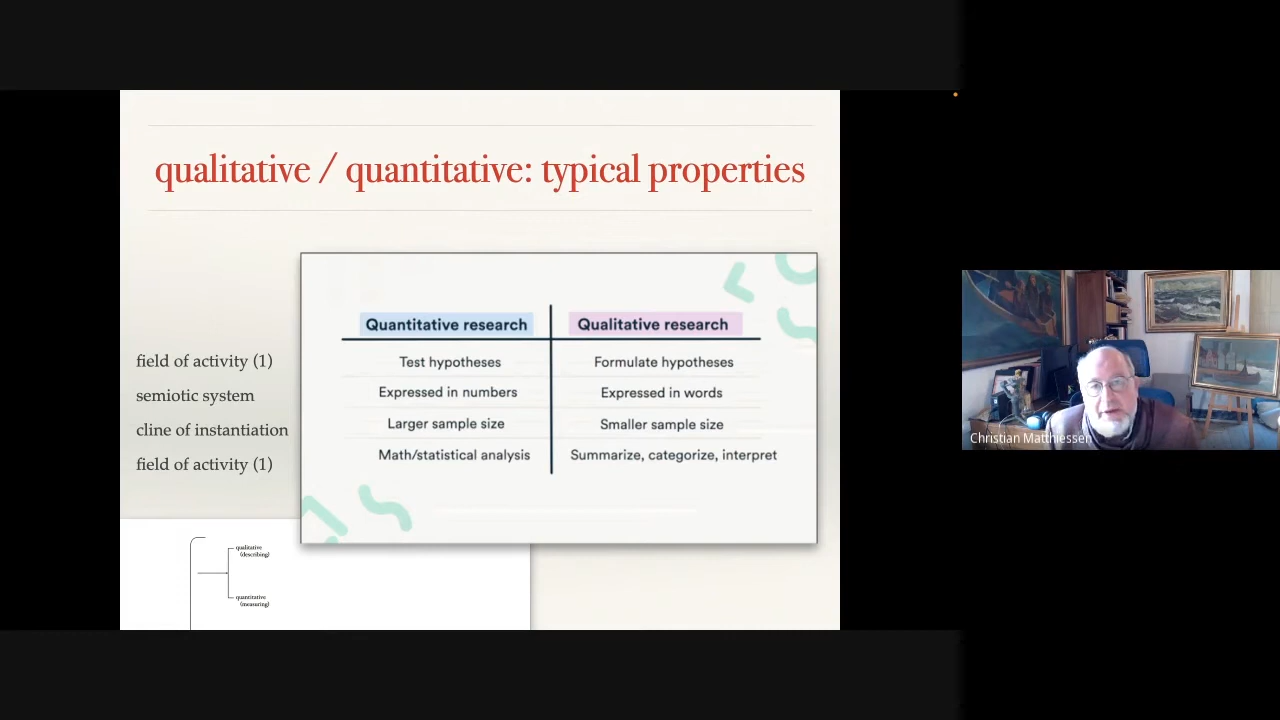 qualitative / quantitative: typical properties
Quantitative research
Qualitative research
field of activity (1)
Test hypotheses
Formulate hypotheses
semiotic system
Expressed in numbers
Expressed in words
cline of instantiation
Larger sample size
Smaller sample size
field of activity (1)
Math/statistical analysis
Summarize, categorize, interpret
qualitative
(describing)
quantitative
(measuring)
Christian Matthiessen